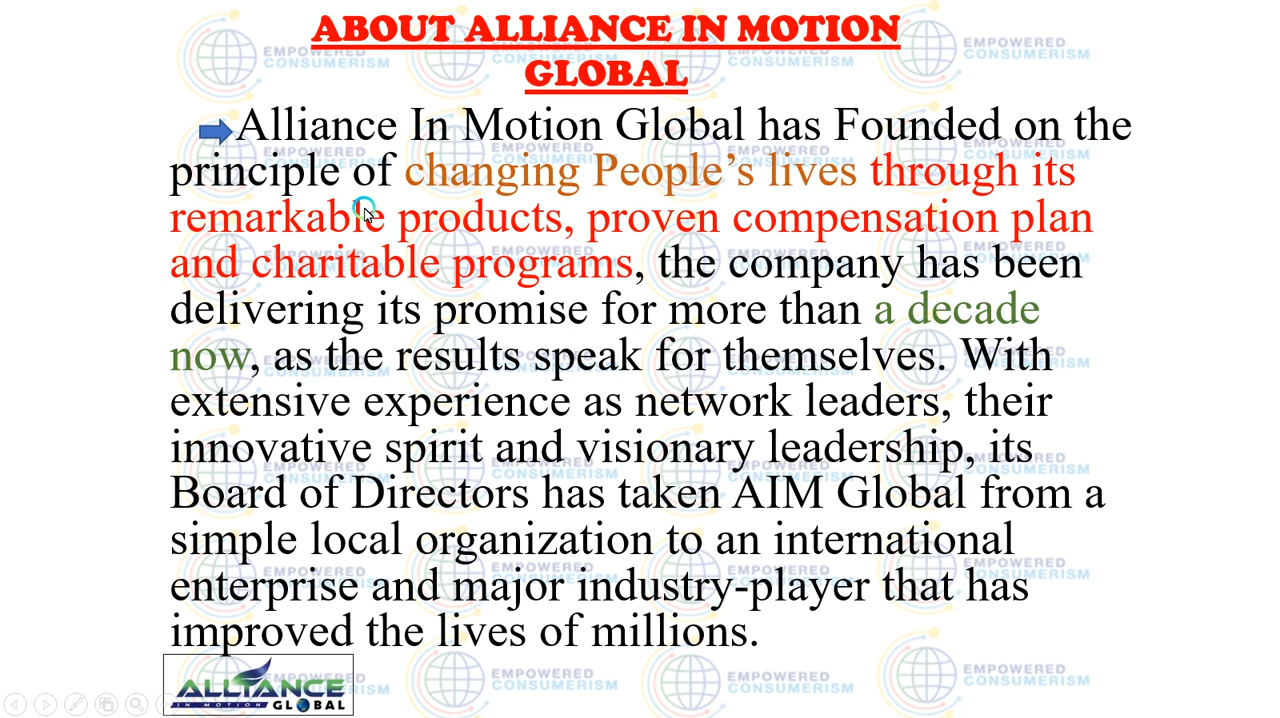 ABOUT ALLIANCE IN MOTION
GLOBAL
Alliance In Motion Global has Founded on the
principle of changing People’s lives through its
remarkable products, proven compensation plan
and charitable programs, the company has been
delivering its promise for more than a decade
now, as the results speak for themselves. With
extensive experience as network leaders, their
innovative spirit and visionary leadership, its
Board of Directors has taken AIM Global from a
simple local organization to an international
enterprise and major industry-player that has
improved the lives of millions.
ALLIANCE
IN MOTION GLOBAL
EMPOWERED
CONSUMERISM